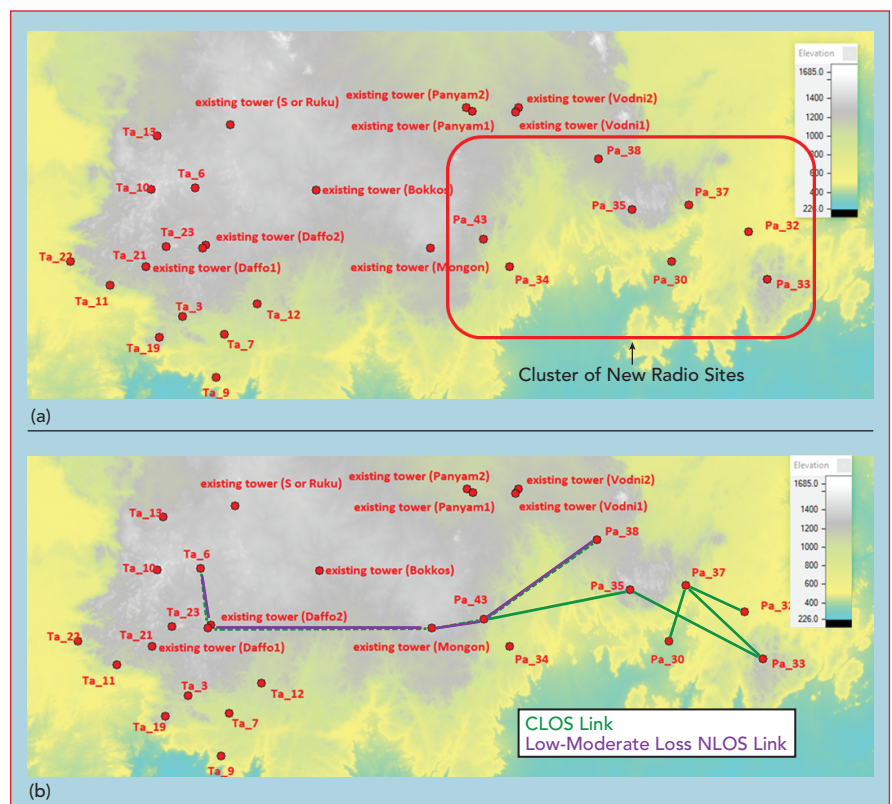 Elevation
1685.0
1400
1200
1000
800
600
400
226.0
existing tower (Panyam2)
existing tower (Vodni2)
existing tower (S or Ruku)
existing tower (Panyam1)
existing tower (Vodni1)
Ta_13
Pa_38
Ta_6
Ta_10
existing tower (Bokkos)
Pa_37
Pa_35
Pa_43
Ta_23
existing tower (Daffo2)
Pa_32
Ta_22
Ta_21
existing tower (Daffo1)
existing tower (Mongon)
Pa_34
Pa_30
Pa_33
Ta_11
Ta_3
Ta_12
Ta_19
Ta_7
Ta_9
Cluster of New Radio Sites
(a)
Elevation
1685.0
1400
1200
1000
800
600
400
226.0
existing tower (Panyam2)
existing tower (Vodni2)
existing tower (S or Ruku)
existing tower (Panyam1)
existing tower (Vodni1)
Ta_13
Pa_38
Ta_6
Ta_10
existing tower (Bokkos)
Pa_37
Pa_35
Pa_43
Ta_23
existing tower (Daffo2)
Pa_32
Ta_22
Ta_21
existing tower (Daffo1)
existing tower (Mongon)
Pa_34
Pa_30
Pa_33
Ta_11
Ta_3
Ta_12
Ta_19
Ta_7
Ta_9
CLOS Link
Low-Moderate Loss NLOS Link
(b)